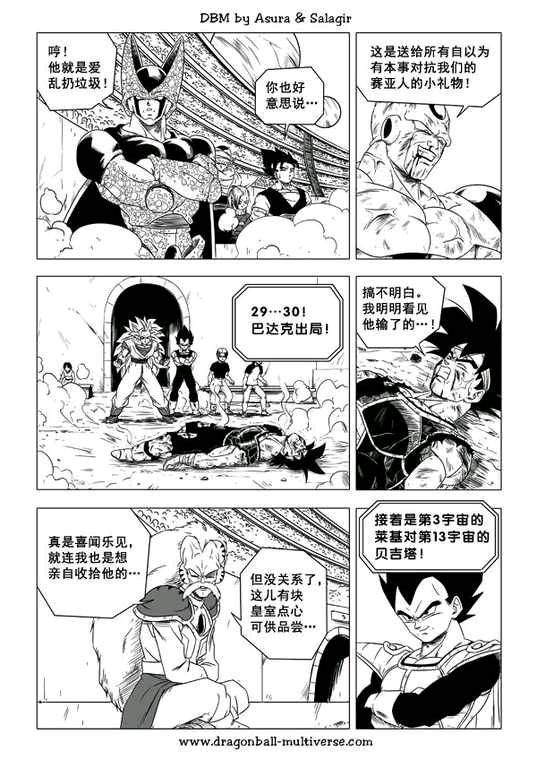 DBM by Asura & Salagir
哼！
他就是爱
乱扔垃圾！
你也好
意思说…
这是送给所有自以为
有本事对抗我们的
赛亚人的小礼物！
29…30！
巴达克出局！
搞不明白。
我明明看见
他输了的…！
真是喜闻乐见，
就连我也是想
亲自收拾他的…
但没关系了，
这儿有块
皇室点心
可供品尝…
接着是第3宇宙的
莱基对第13宇宙的
贝吉塔！
www.dragonball-multiverse.com